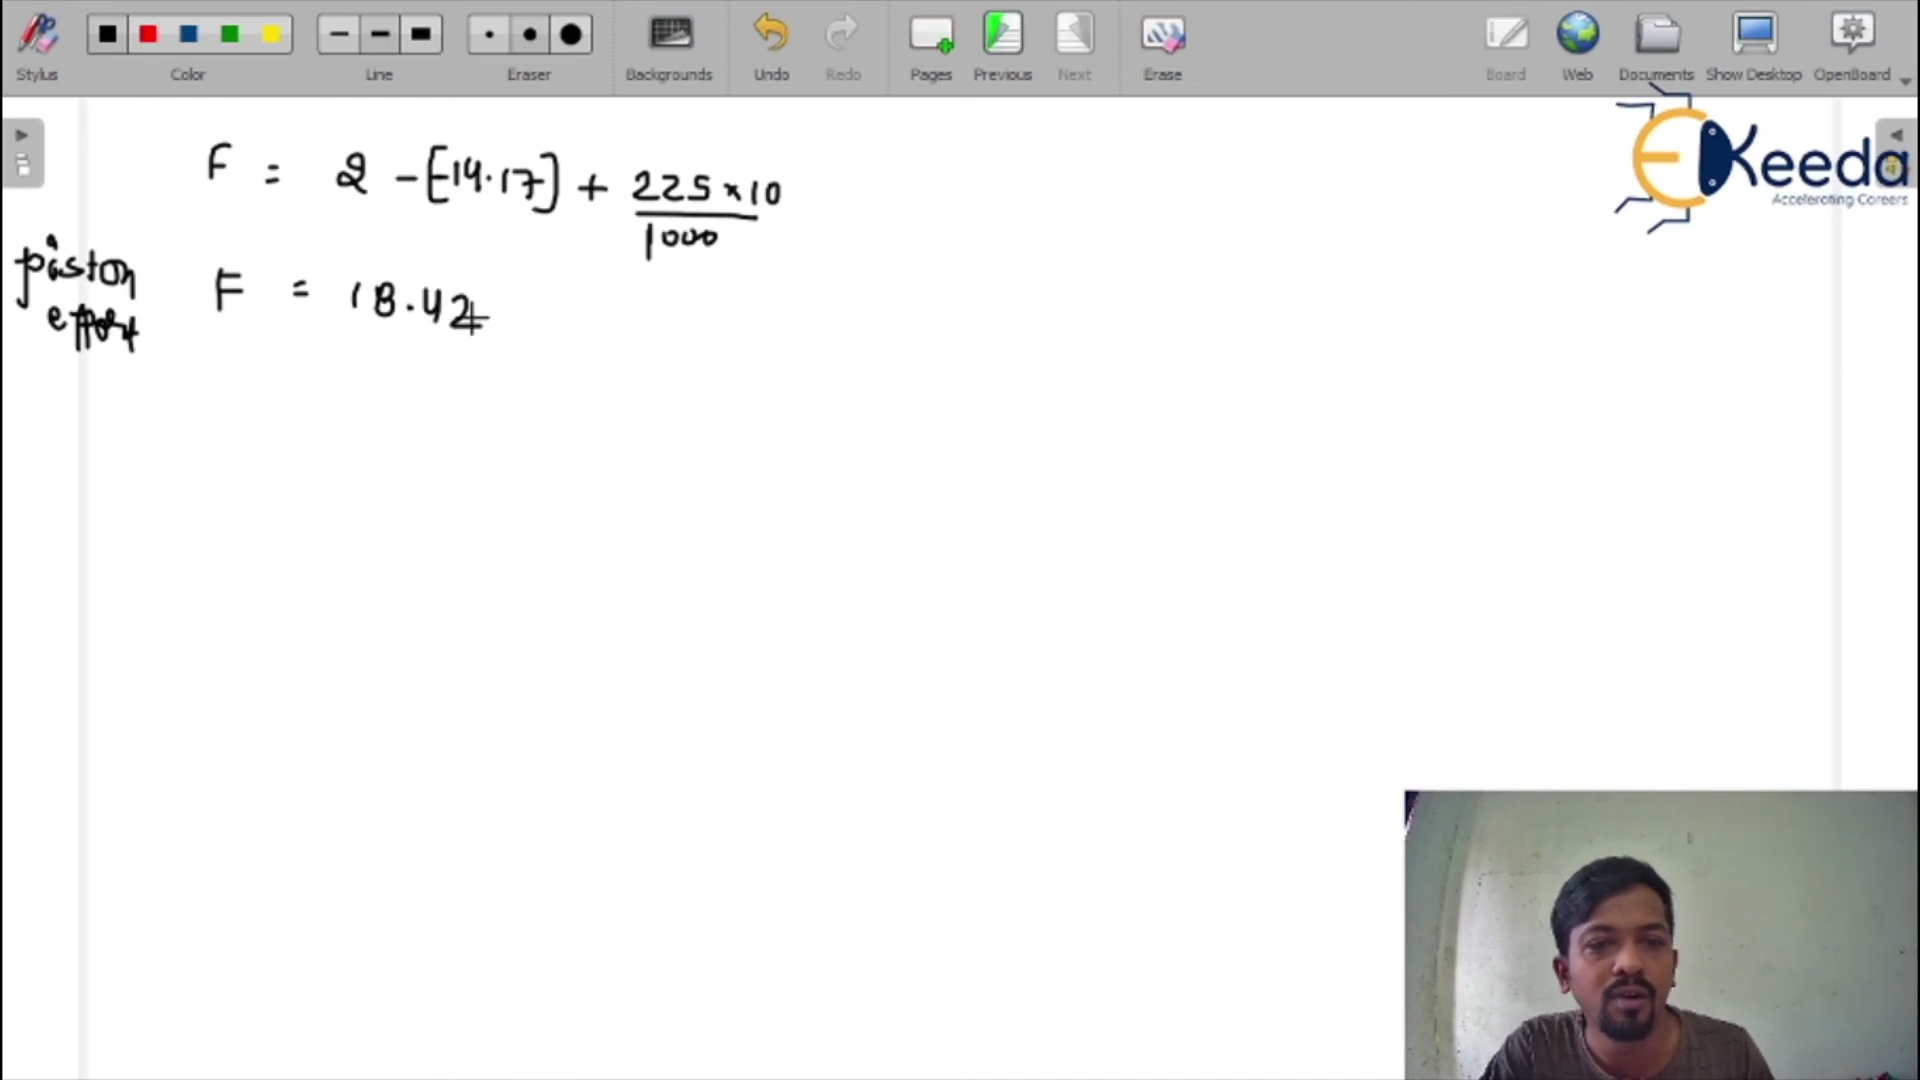 Stylus Color Line Eraser Backgrounds Undo Redo Pages Previous Next Erase Board Web Documents Show Desktop OpenBoard
EKeeda
Accelerating Careers
F = 2 - [-14.17] + 225 × 10
1000
piston
effort
F = 18.42